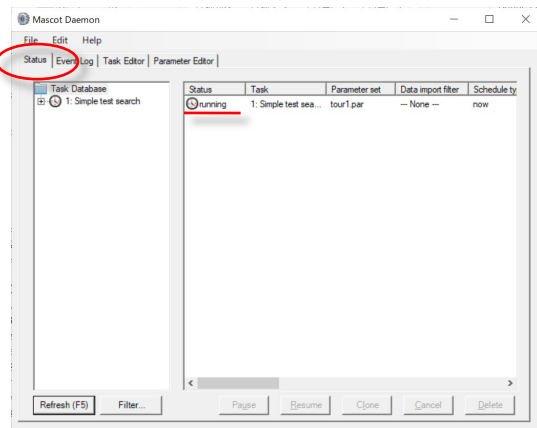 Mascot Daemon
File Edit Help
Status Event Log Task Editor Parameter Editor
Task Database
1: Simple test search
Status Task Parameter set Data import filter Schedule ty
running 1: Simple test sea... tour1.par --- None --- now
Refresh (F5) Filter... Pause Resume Clone Cancel Delete